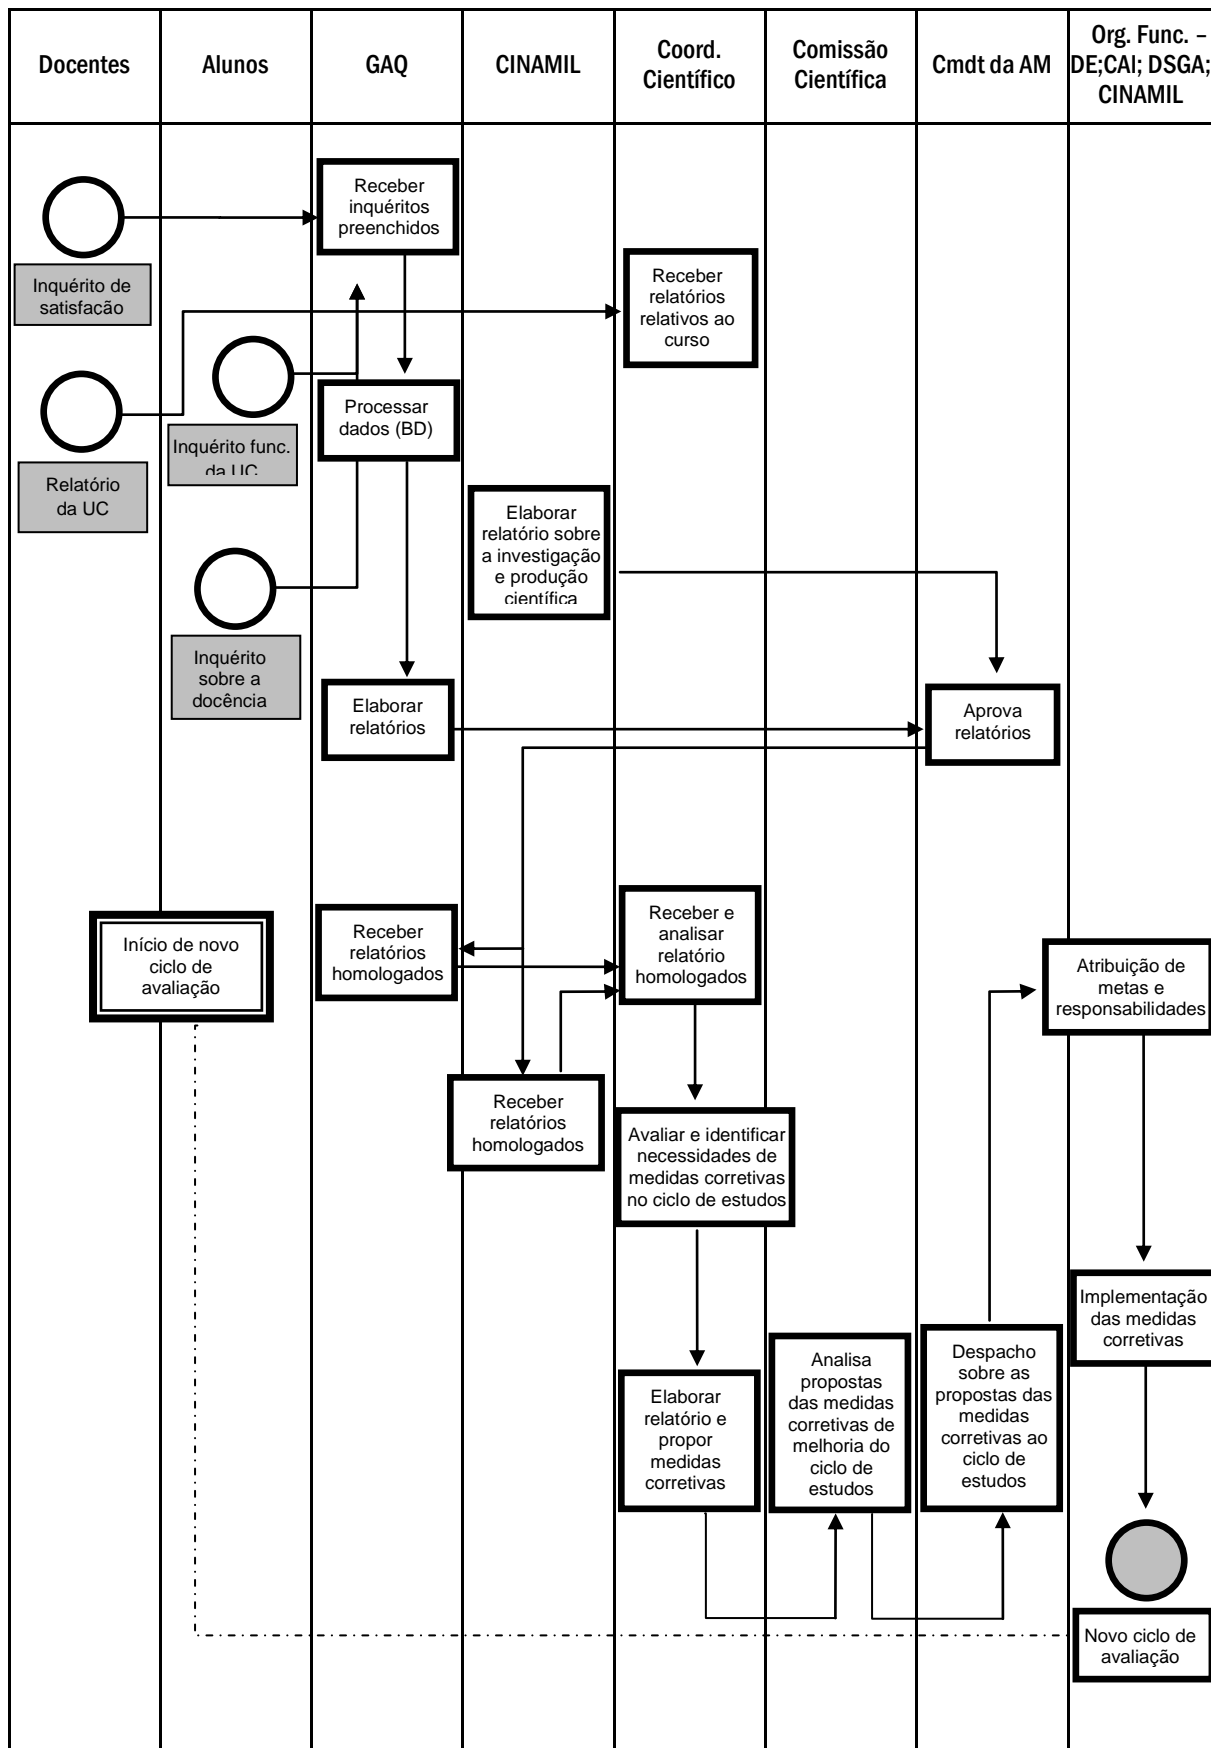 Docentes
Alunos
GAQ
CINAMIL
Coord.
Científico
Comissão
Científica
Cmdt da AM
Org. Func. –
DE;CAI; DSGA;
CINAMIL
Receber
inquéritos
preenchidos
Inquérito de
satisfação
Receber
relatórios
relativos ao
curso
Inquérito func.
da UC
Processar
dados (BD)
Relatório
da UC
Elaborar
relatório sobre
a investigação
e produção
científica
Inquérito
sobre a
docência
Elaborar
relatórios
Aprova
relatórios
Início de novo
ciclo de
avaliação
Receber
relatórios
homologados
Receber e
analisar
relatório
homologados
Atribuição de
metas e
responsabilidades
Receber
relatórios
homologados
Avaliar e identificar
necessidades de
medidas corretivas
no ciclo de estudos
Implementação
das medidas
corretivas
Elaborar
relatório e
propor
medidas
corretivas
Analisa
propostas
das medidas
corretivas de
melhoria do
ciclo de
estudos
Despacho
sobre as
propostas das
medidas
corretivas ao
ciclo de
estudos
Novo ciclo de
avaliação